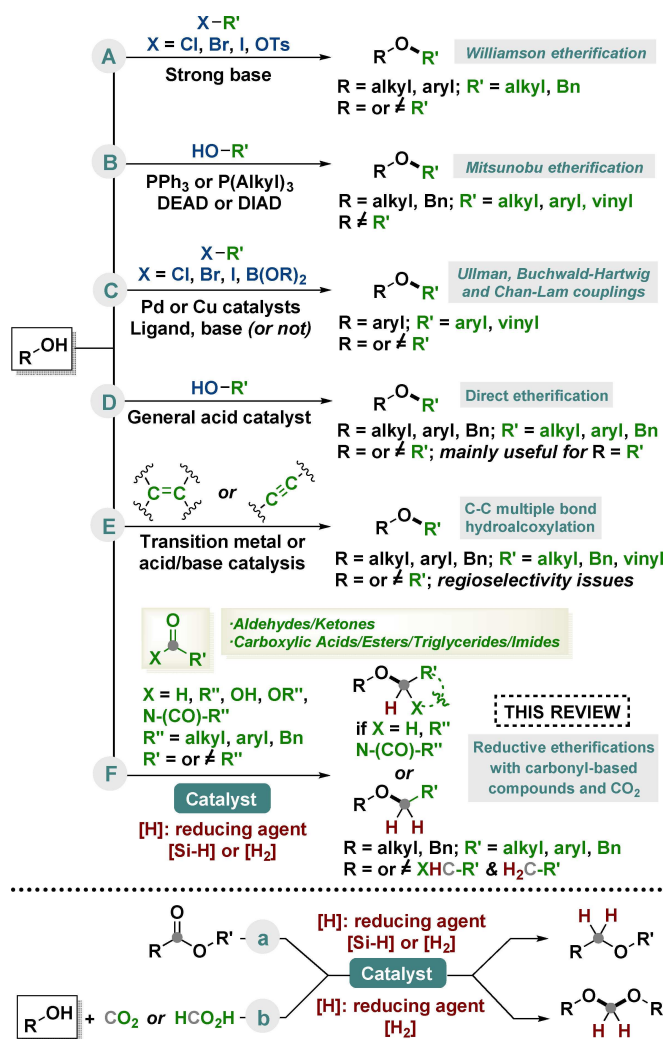 X–R'
X = Cl, Br, I, OTs
A
Strong base
R O R'
Williamson etherification
R = alkyl, aryl; R' = alkyl, Bn
R = or ≠ R'
HO–R'
B
PPh3 or P(Alkyl)3
DEAD or DIAD
R O R'
Mitsunobu etherification
R = alkyl, Bn; R' = alkyl, aryl, vinyl
R ≠ R'
X–R'
X = Cl, Br, I, B(OR)2
C
Pd or Cu catalysts
Ligand, base (or not)
R O R'
Ullman, Buchwald-Hartwig
and Chan-Lam couplings
R = aryl; R' = aryl, vinyl
R = or ≠ R'
R OH
HO–R'
D
General acid catalyst
R O R'
Direct etherification
R = alkyl, aryl, Bn; R' = alkyl, aryl, Bn
R = or ≠ R'; mainly useful for R = R'
C=C or C≡C
E
Transition metal or
acid/base catalysis
R O R'
C-C multiple bond
hydroalcoxylation
R = alkyl, aryl, Bn; R' = alkyl, Bn, vinyl
R = or ≠ R'; regioselectivity issues
O
X R'
·Aldehydes/Ketones
·Carboxylic Acids/Esters/Triglycerides/Imides
X = H, R'', OH, OR'',
N-(CO)-R''
R'' = alkyl, aryl, Bn
R' = or ≠ R''
F
Catalyst
[H]: reducing agent
[Si-H] or [H2]
R O R'
H X
if X = H, R''
N-(CO)-R''
or
R O R'
H H
THIS REVIEW
Reductive etherifications
with carbonyl-based
compounds and CO2
R = alkyl, Bn; R' = alkyl, aryl, Bn
R = or ≠ XHC-R' & H2C-R'
O
R O R'
a
[H]: reducing agent
[Si-H] or [H2]
Catalyst
[H]: reducing agent
[H2]
H H
R O R'
R OH + CO2 or HCO2H
b
R O O R
H H